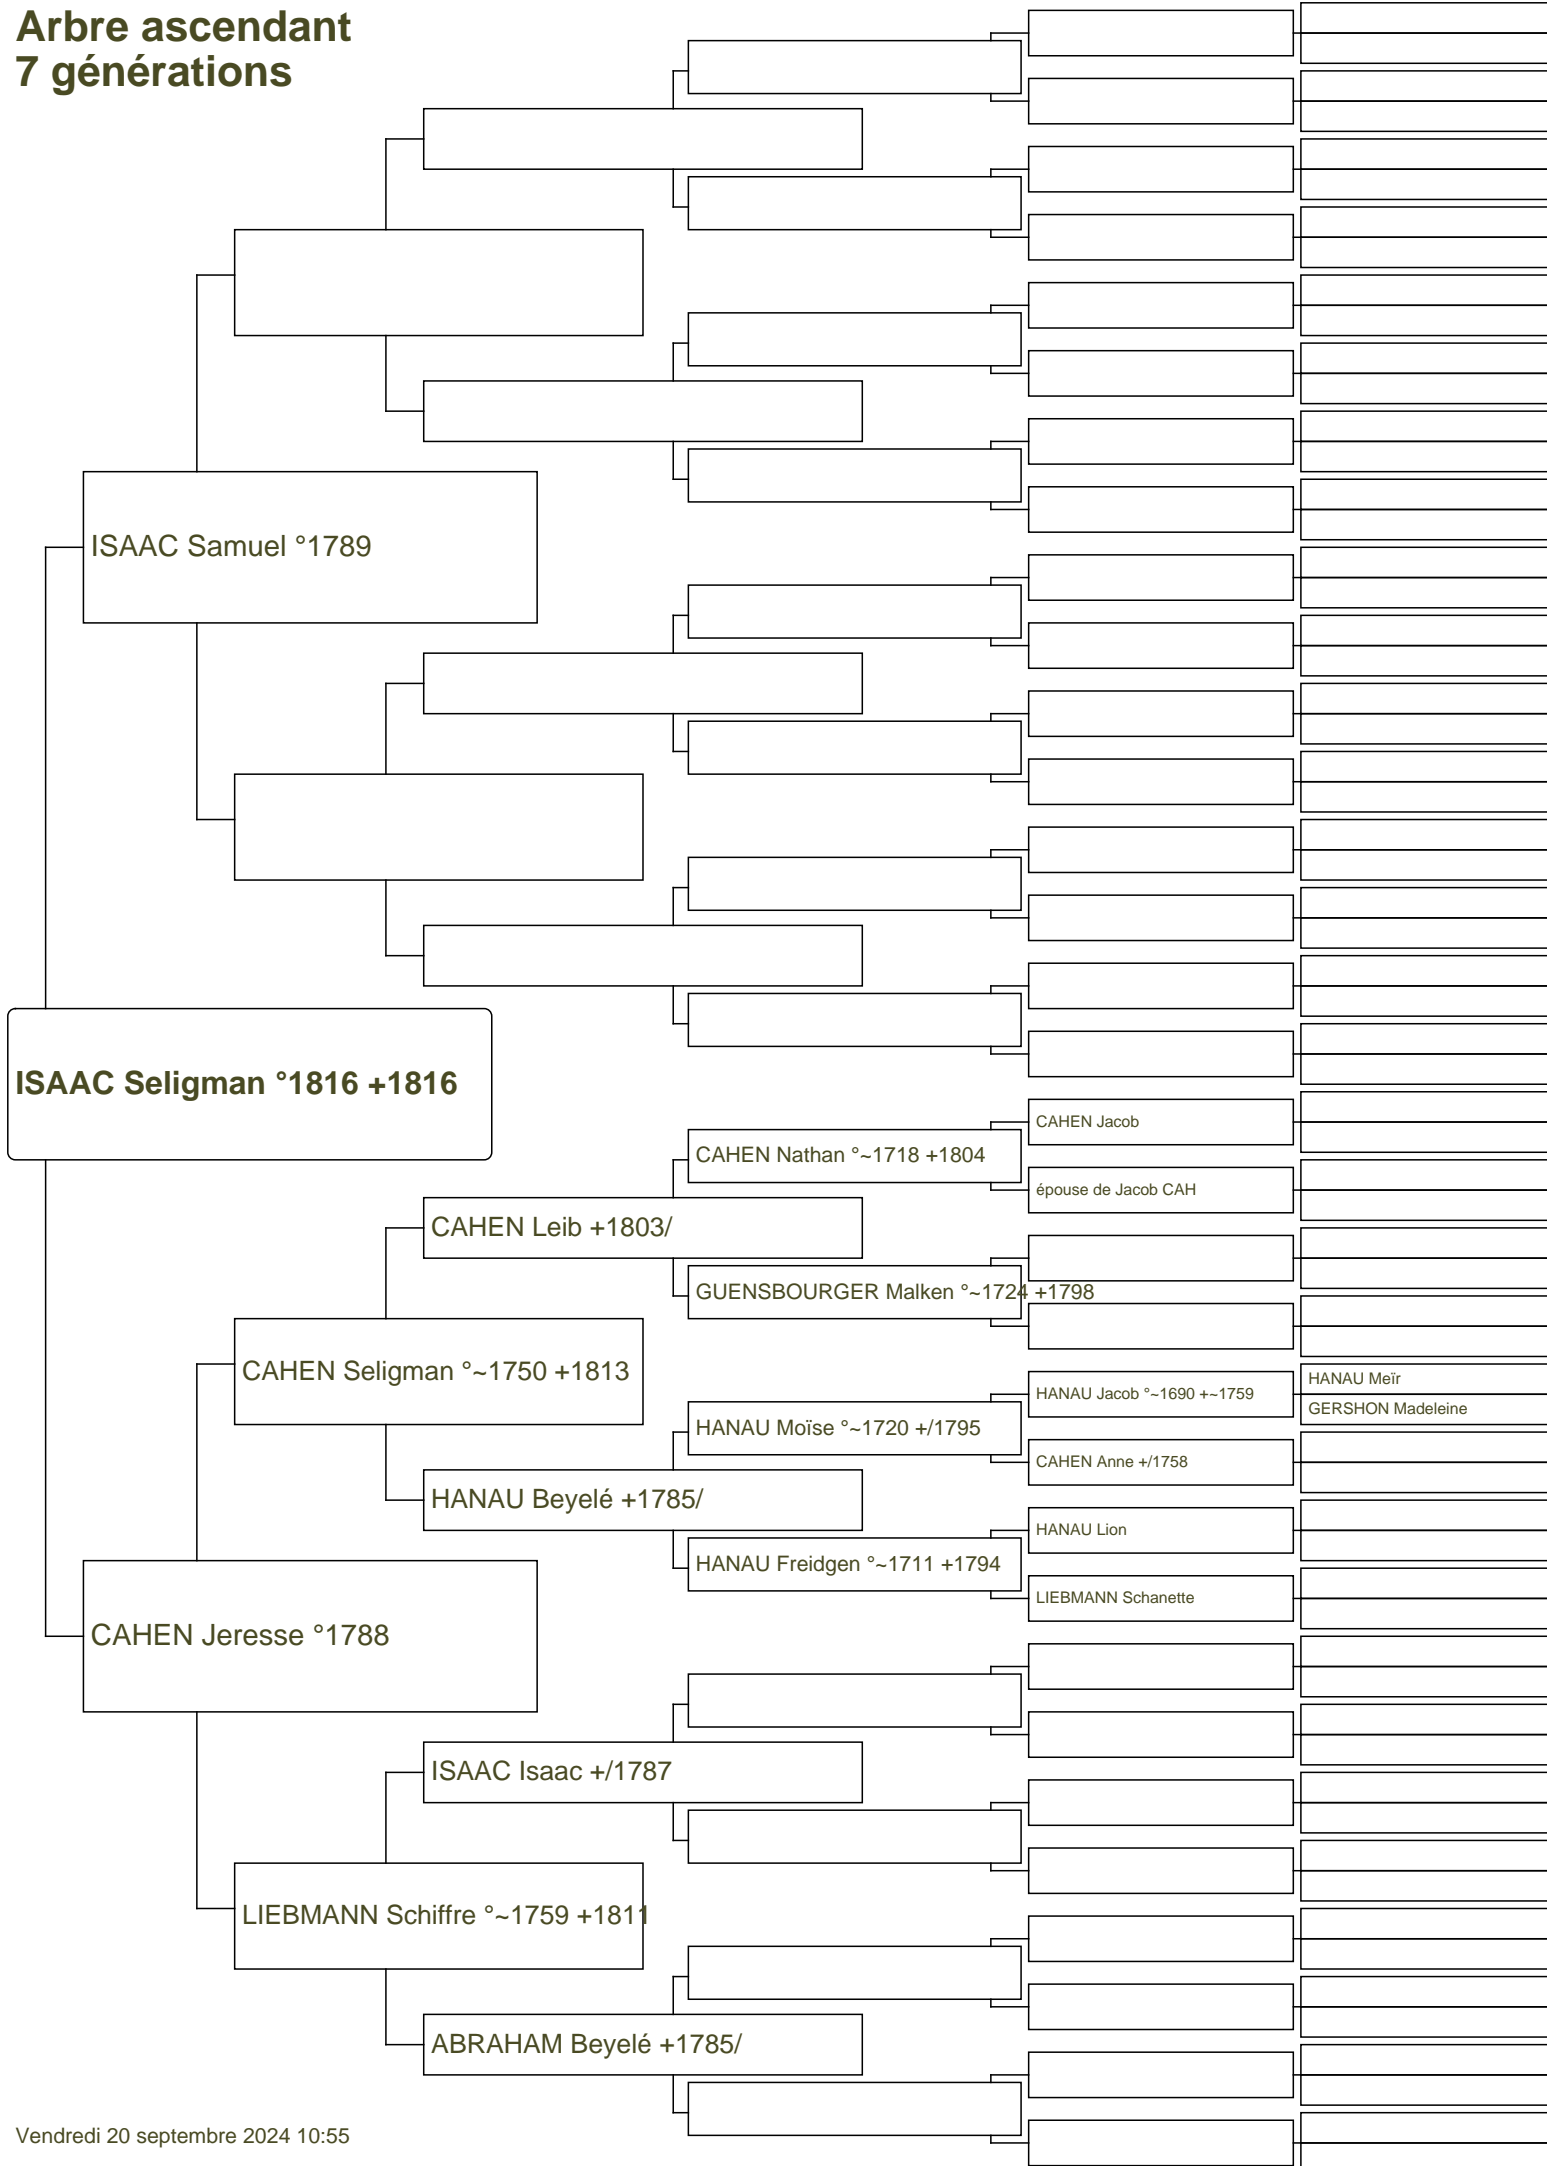 Arbre ascendant
7 générations
ISAAC Samuel °1789
ISAAC Seligman °1816 +1816
CAHEN Jacob
CAHEN Nathan °~1718 +1804
épouse de Jacob CAH
CAHEN Leib +1803/
GUENSBOURGER Malken °~1724 +1798
CAHEN Seligman °~1750 +1813
HANAU Meïr
HANAU Jacob °~1690 +~1759
GERSHON Madeleine
HANAU Moïse °~1720 +/1795
CAHEN Anne +/1758
HANAU Beyelé +1785/
HANAU Lion
HANAU Freidgen °~1711 +1794
LIEBMANN Schanette
CAHEN Jeresse °1788
ISAAC Isaac +/1787
LIEBMANN Schiffre °~1759 +1811
ABRAHAM Beyelé +1785/
Vendredi 20 septembre 2024 10:55